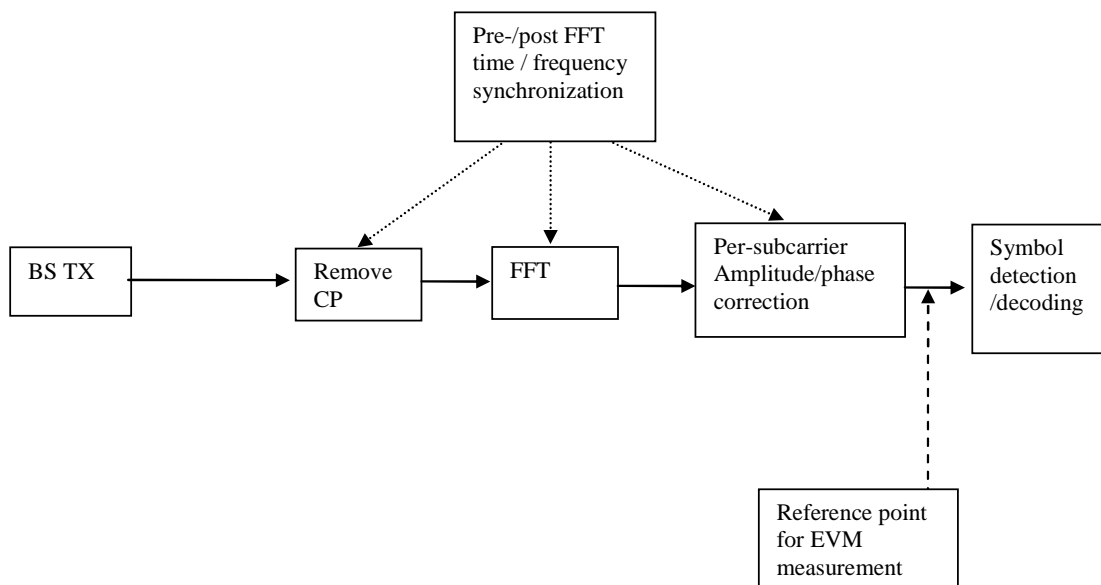 Pre-/post FFT
time / frequency
synchronization
BS TX
Remove
CP
FFT
Per-subcarrier
Amplitude/phase
correction
Symbol
detection
/decoding
Reference point
for EVM
measurement